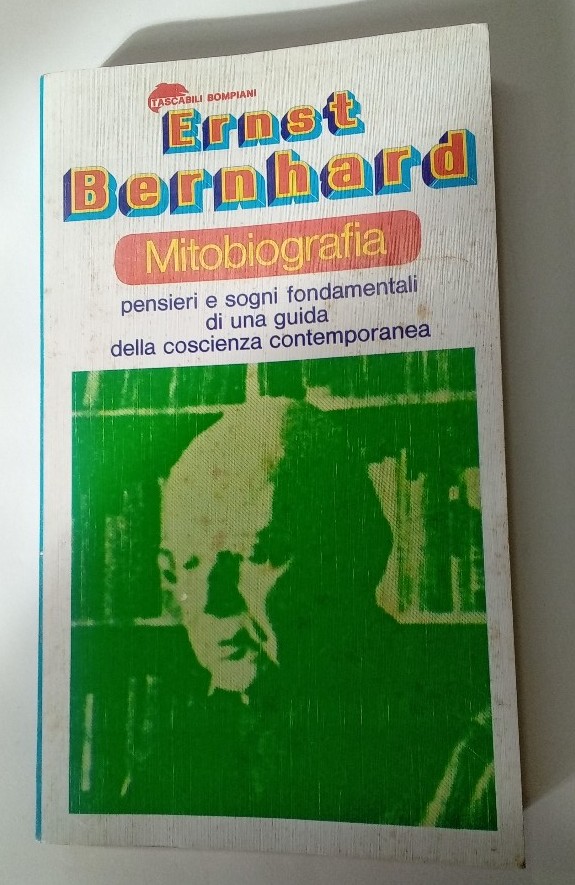 TASCABILI BOMPIANI
Ernst
Bernhard
Mitobiografia
pensieri e sogni fondamentali
di una guida
della coscienza contemporanea